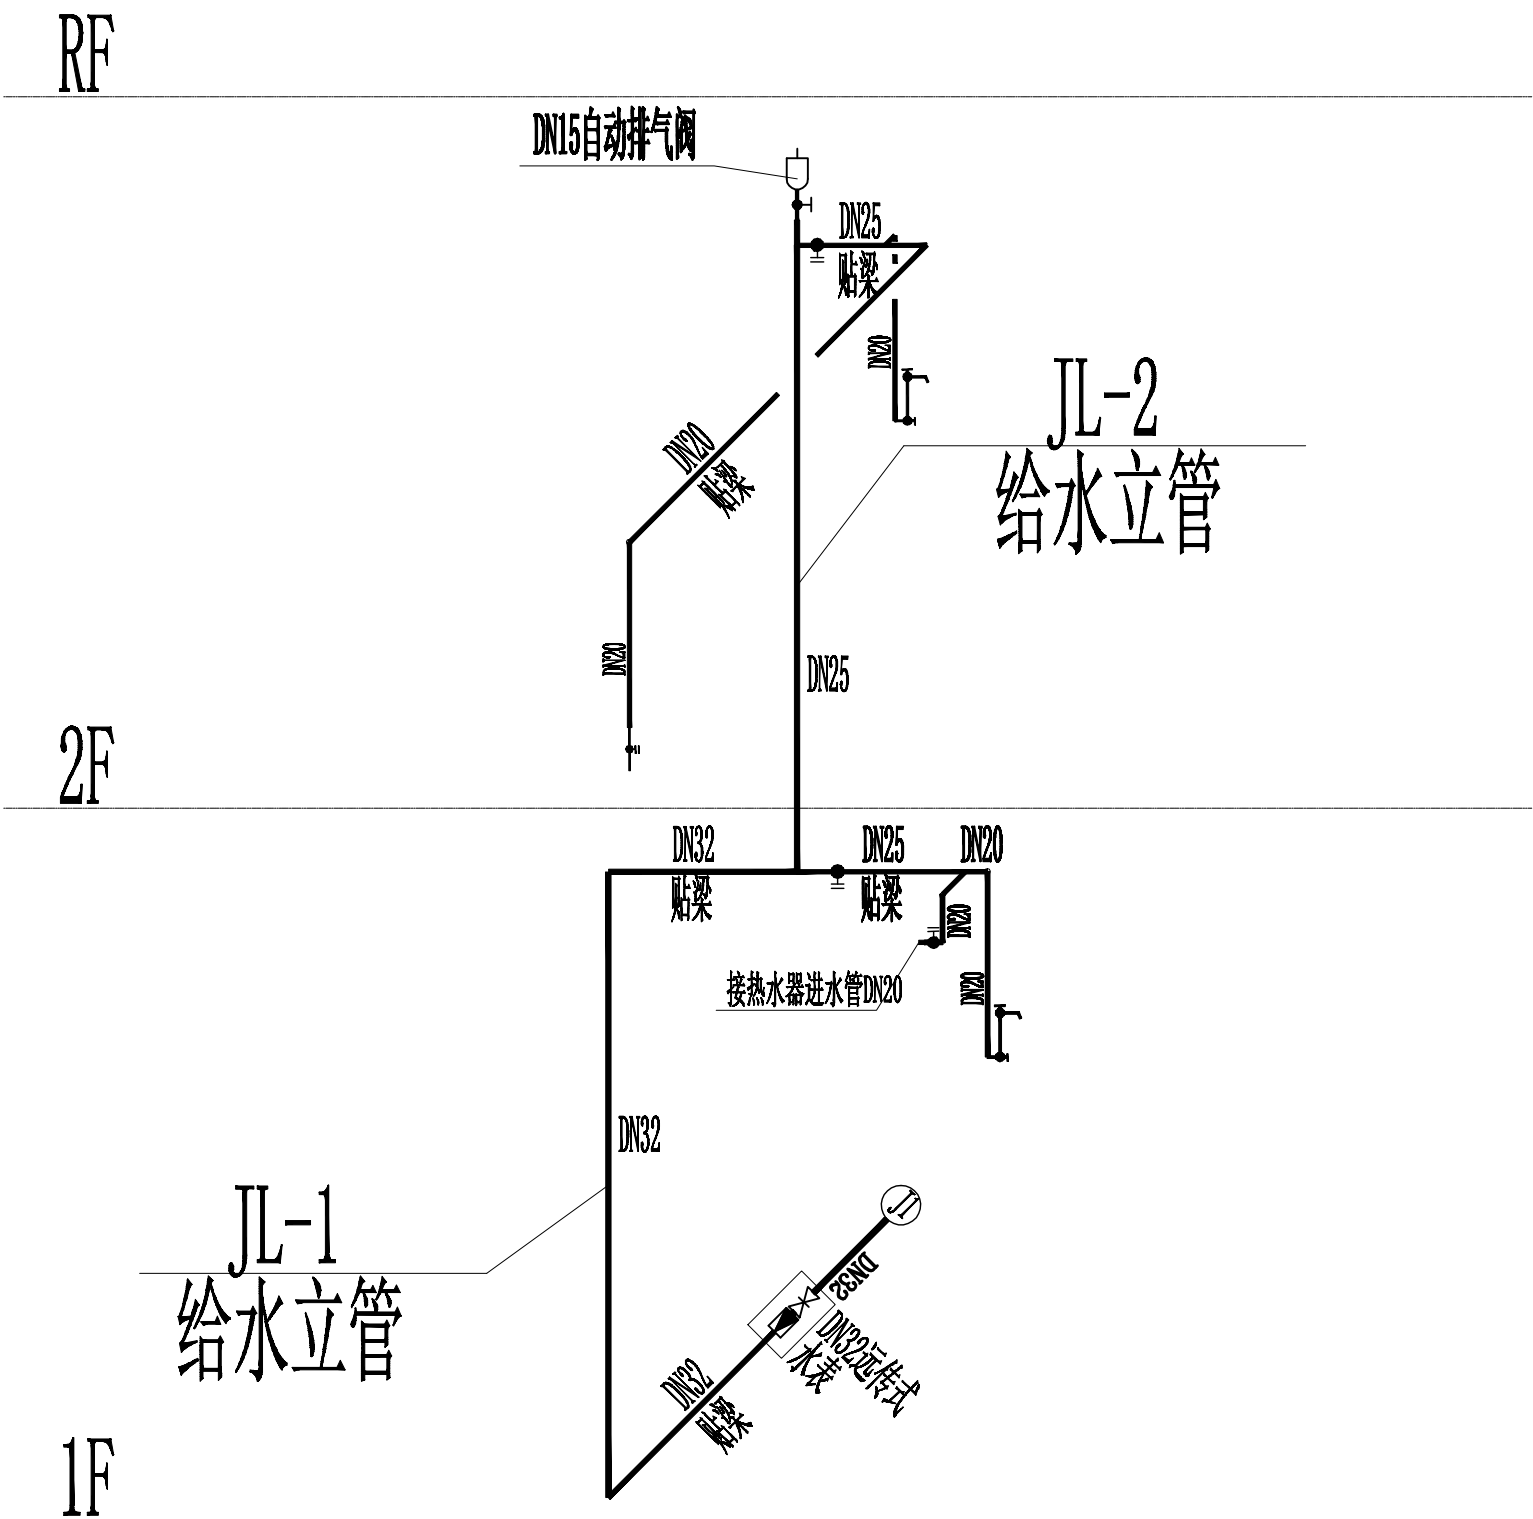 RF
DN15自动排气阀
DN25
贴梁
DN20
JL-2
给水立管
DN20
贴梁
DN20
DN25
2F
DN32
贴梁
DN25
贴梁
DN20
DN20
接热水器进水管DN20
DN20
DN32
JL-1
给水立管
J1
DN32
DN32远传式
水表
DN32
贴梁
1F